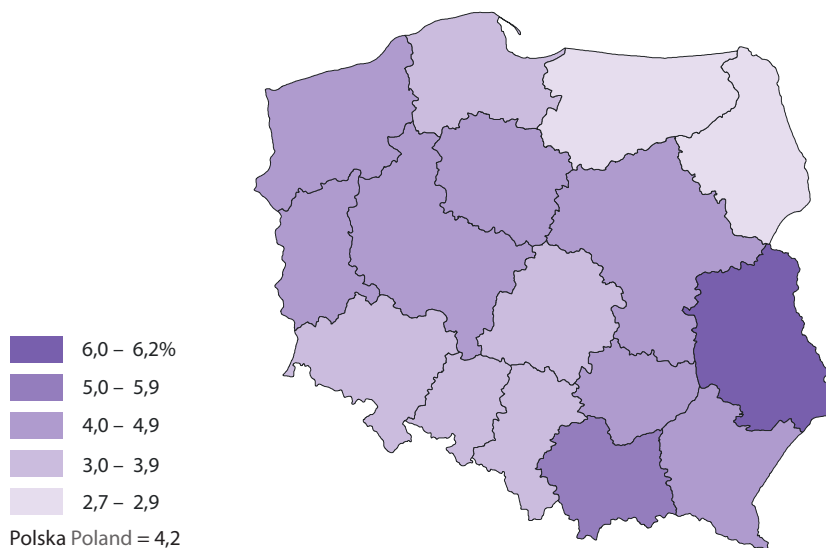 6,0 – 6,2%
5,0 – 5,9
4,0 – 4,9
3,0 – 3,9
2,7 – 2,9
Polska Poland = 4,2